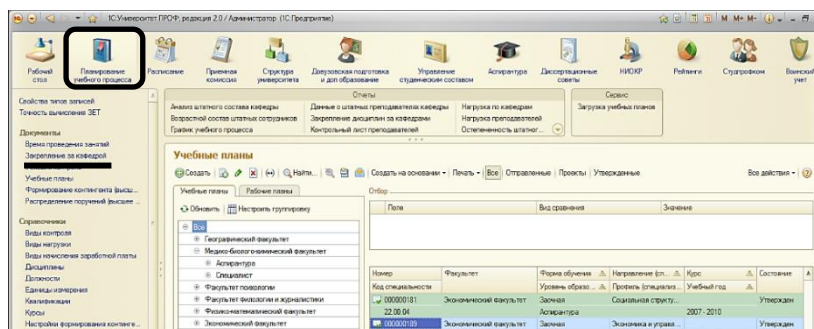 1С:Университет ПРОФ, редакция 2.0 / Администратор (1С:Предприятие)
M M+ M-
Рабочий стол
Планирование учебного процесса
Расписание
Приемная комиссия
Структура университета
Довузовская подготовка и доп образование
Управление студенческим составом
Аспирантура
Диссертационные советы
НИОКР
Рейтинги
Студпрофком
Воинский учет
Свойства типов записей
Точность вычисления ЗЕТ
Документы
Время проведения занятий
Закрепление за кафедрой
Учебные планы
Формирование контингента (высш...
Распределение поручений (высшее ...
Справочники
Виды контроля
Виды нагрузки
Виды начисления заработной платы
Дисциплины
Должности
Единицы измерения
Квалификации
Курсы
Настройки формирования континге...
Отчеты
Анализ штатного состава кафедры
Данные о штатных преподавателях кафедры
Нагрузка по кафедрам
Возрастной состав штатных сотрудников
Закрепление дисциплин за кафедрами
Нагрузка преподавателей
График учебного процесса
Контрольный лист преподавателей
Остепененность штатног...
Сервис
Загрузка учебных планов
Учебные планы
Создать
Найти...
Создать на основании
Печать
Все
Отправленные
Проекты
Утвержденные
Все действия
Учебные планы
Рабочие планы
Обновить
Настроить группировку
Все
Географический факультет
Медико-биолого-химический факультет
Аспирантура
Специалист
Факультет психологии
Факультет филологии и журналистики
Физико-математический факультет
Экономический факультет
Отбор
Поле
Вид сравнения
Значение
Номер
Факультет
Форма обучения
Направление (сп...
Курс
Состояние
Код специальности
Уровень образо...
Профиль (специализ...
Учебный год
000000181
Экономический факультет
Заочная
Социальная структу...
Утвержден
22.00.04
Аспирантура
2007 - 2010
000000189
Экономический факультет
Заочная
Экономика и управл...
Утвержден